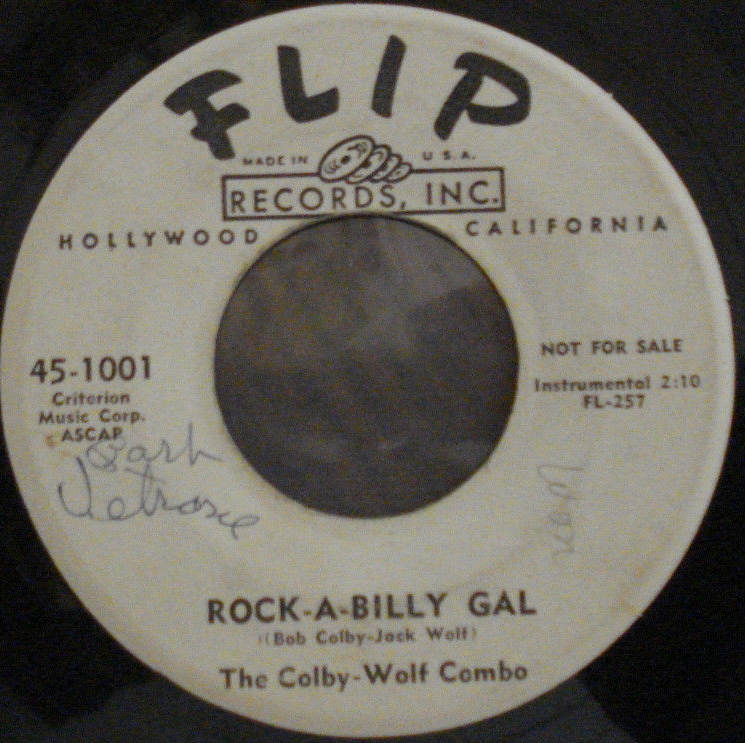 FLIP
MADE IN U.S.A.
RECORDS, INC.
HOLLYWOOD CALIFORNIA
45-1001
Criterion
Music Corp.
ASCAP
NOT FOR SALE
Instrumental 2:10
FL-257
ROCK-A-BILLY GAL
(Bob Colby-Jack Wolf)
The Colby-Wolf Combo